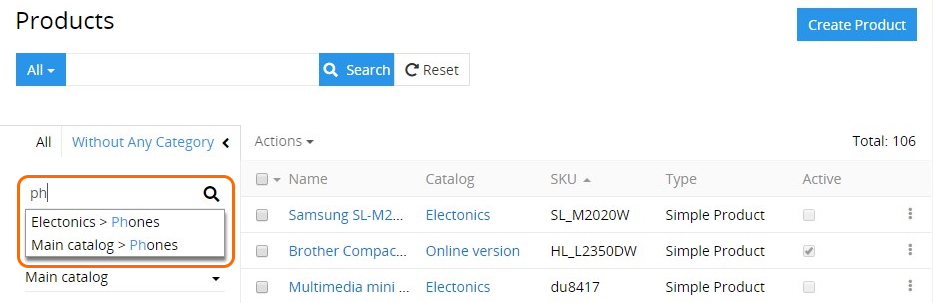 Products
Create Product
All
Search
Reset
All
Without Any Category
Actions
Total: 106
ph
Electonics > Phones
Main catalog > Phones
Main catalog
Name Catalog SKU Type Active
Samsung SL-M2... Electonics SL_M2020W Simple Product
Brother Compac... Online version HL_L2350DW Simple Product
Multimedia mini ... Electonics du8417 Simple Product